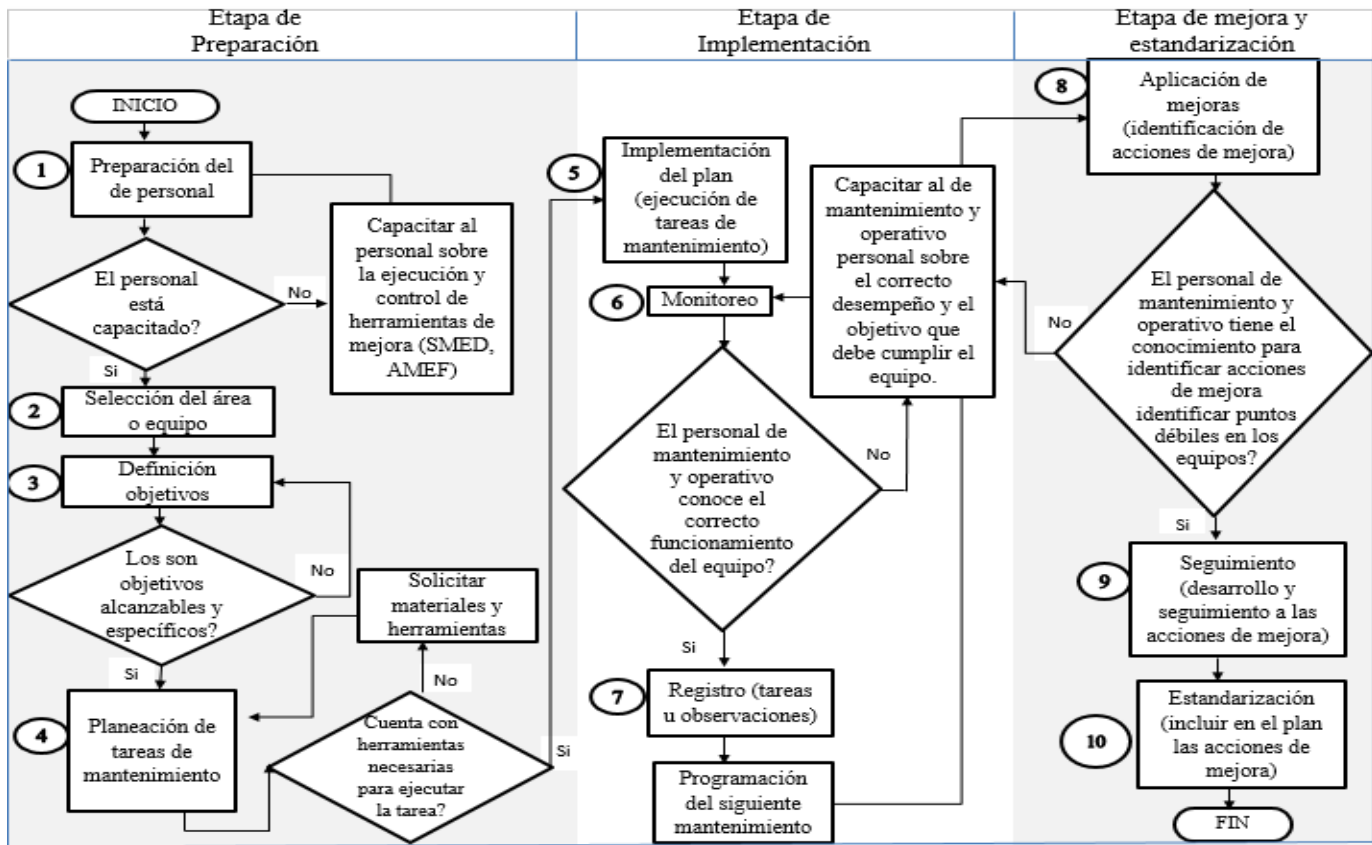 Etapa de
Preparación
Etapa de
Implementación
Etapa de mejora y
estandarización
INICIO
1
Preparación del
de personal
El personal
está
capacitado?
No
Capacitar al
personal sobre
la ejecución y
control de
herramientas de
mejora (SMED,
AMEF)
Si
2
Selección del área
o equipo
3
Definición
objetivos
Los son
objetivos
alcanzables y
específicos?
No
Si
4
Planeación de
tareas de
mantenimiento
Solicitar
materiales y
herramientas
No
Cuenta con
herramientas
necesarias
para ejecutar
la tarea?
Si
5
Implementación
del plan
(ejecución de
tareas de
mantenimiento)
6
Monitoreo
Capacitar al de
mantenimiento y
operativo
personal sobre
el correcto
desempeño y el
objetivo que
debe cumplir el
equipo.
El personal de
mantenimiento
y operativo
conoce el
correcto
funcionamiento
del equipo?
No
Si
7
Registro (tareas
u observaciones)
Programación
del siguiente
mantenimiento
8
Aplicación de
mejoras
(identificación de
acciones de mejora)
El personal de
mantenimiento y
operativo tiene el
conocimiento para
identificar acciones
de mejora
identificar puntos
débiles en los
equipos?
No
Si
9
Seguimiento
(desarrollo y
seguimiento a las
acciones de mejora)
10
Estandarización
(incluir en el plan
las acciones de
mejora)
FIN